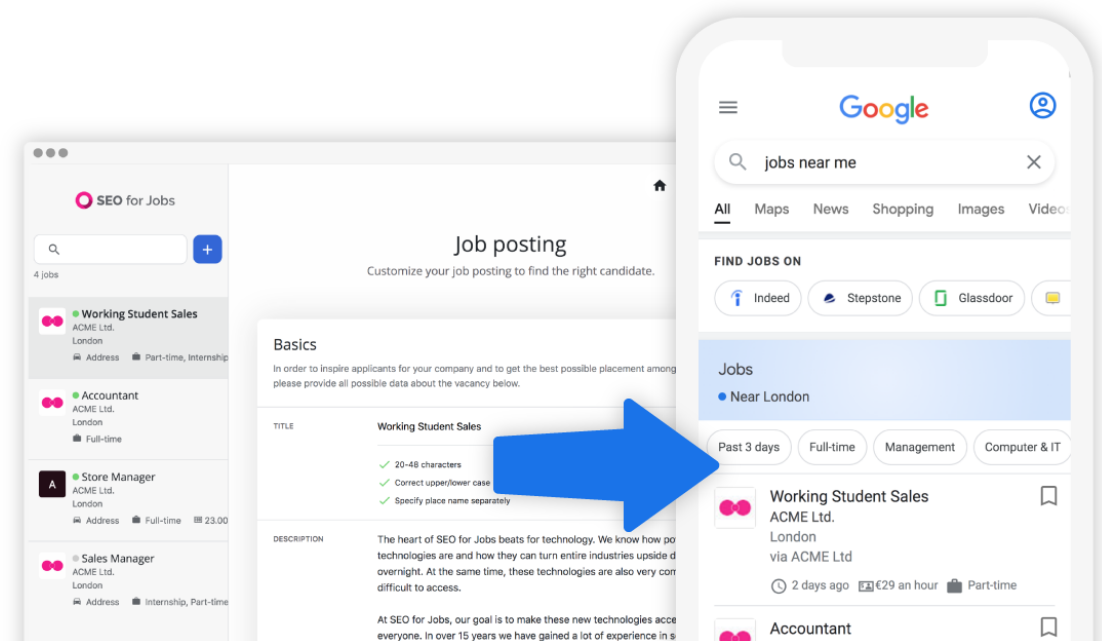 SEO for Jobs
4 jobs
Working Student Sales
ACME Ltd.
London
Address Part-time, Internship
Accountant
ACME Ltd.
London
Full-time
A
Store Manager
ACME Ltd.
London
Address Full-time 23.00
Sales Manager
ACME Ltd.
London
Address Internship, Part-time
Job posting
Customize your job posting to find the right candidate.
Basics
In order to inspire applicants for your company and to get the best possible placement among
please provide all possible data about the vacancy below.
TITLE
Working Student Sales
20-48 characters
Correct upper/lower case
Specify place name separately
DESCRIPTION
The heart of SEO for Jobs beats for technology. We know how
technologies are and how they can turn entire industries upside
overnight. At the same time, these technologies are also very
difficult to access.
At SEO for Jobs, our goal is to make these new technologies
everyone. In over 15 years we have gained a lot of experience in
Google
jobs near me
All Maps News Shopping Images Videos
FIND JOBS ON
Indeed Stepstone Glassdoor
Jobs
Near London
Past 3 days Full-time Management Computer & IT
Working Student Sales
ACME Ltd.
London
via ACME Ltd
2 days ago €29 an hour Part-time
Accountant